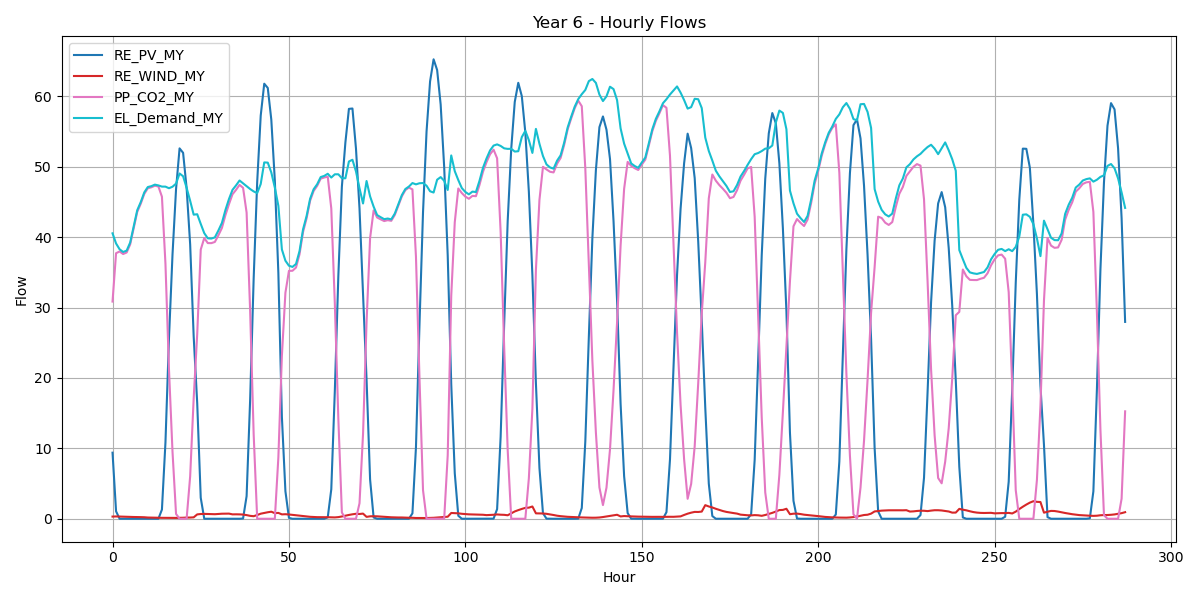 Year 6 - Hourly Flows
RE_PV_MY
RE_WIND_MY
PP_CO2_MY
EL_Demand_MY
Flow
60
50
40
30
20
10
0
0 50 100 150 200 250 300
Hour